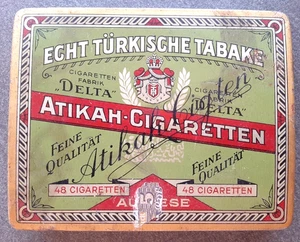 ECHT TÜRKISCHE TABAKE
CIGARETTEN
FABRIK
"DELTA"
CIGARETTEN
FABRIK
"DELTA"
ATIKAH-CIGARETTEN
Atikah Cigaretten
FEINE
QUALITÄT
FEINE
QUALITÄT
48 CIGARETTEN
48 CIGARETTEN